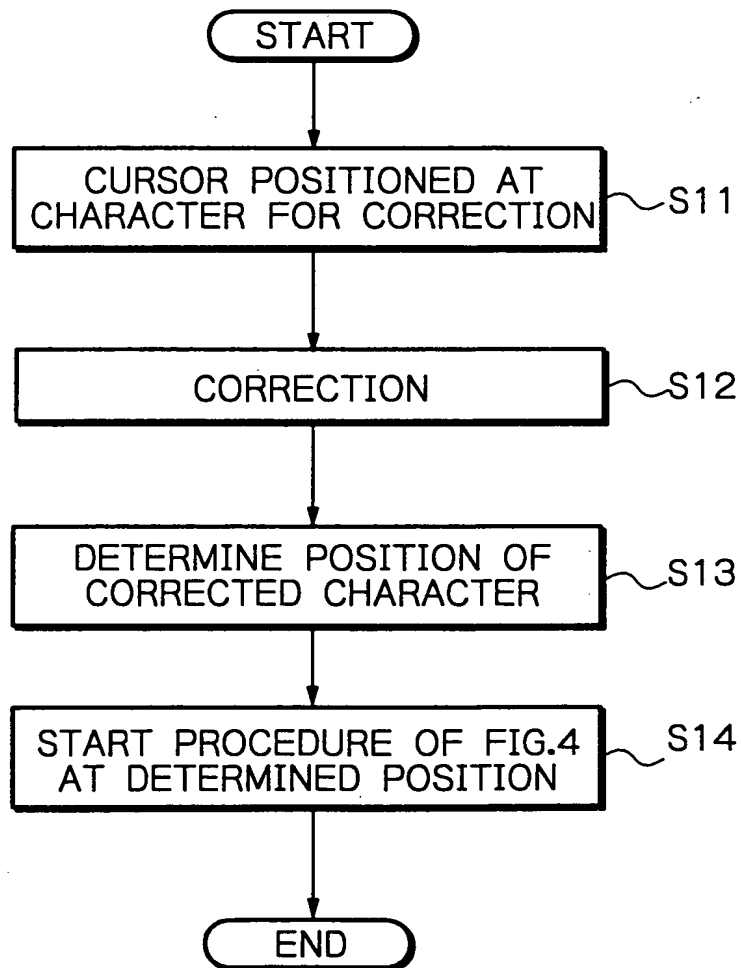 START
CURSOR POSITIONED AT
CHARACTER FOR CORRECTION
S11
CORRECTION
S12
DETERMINE POSITION OF
CORRECTED CHARACTER
S13
START PROCEDURE OF FIG.4
AT DETERMINED POSITION
S14
END